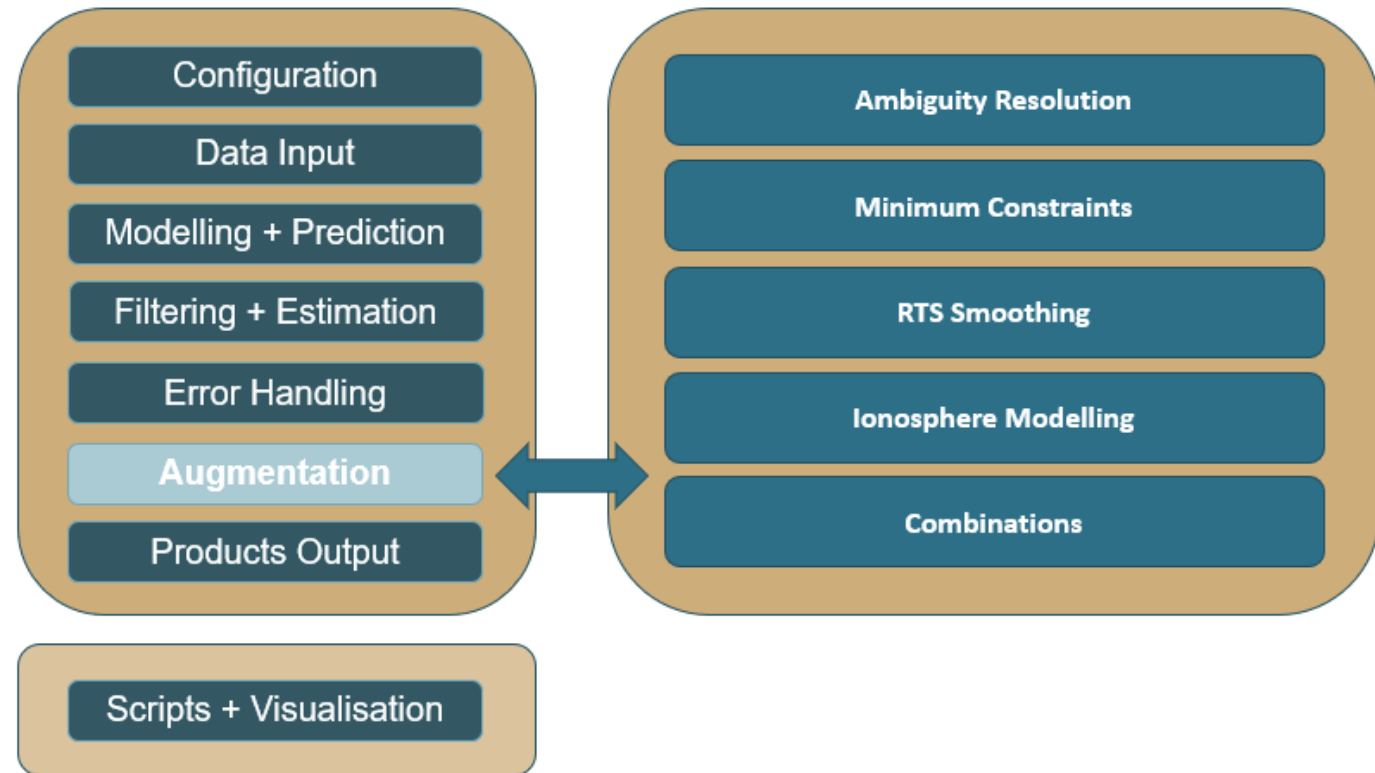 Configuration
Data Input
Modelling + Prediction
Filtering + Estimation
Error Handling
Augmentation
Products Output
Scripts + Visualisation
Ambiguity Resolution
Minimum Constraints
RTS Smoothing
Ionosphere Modelling
Combinations